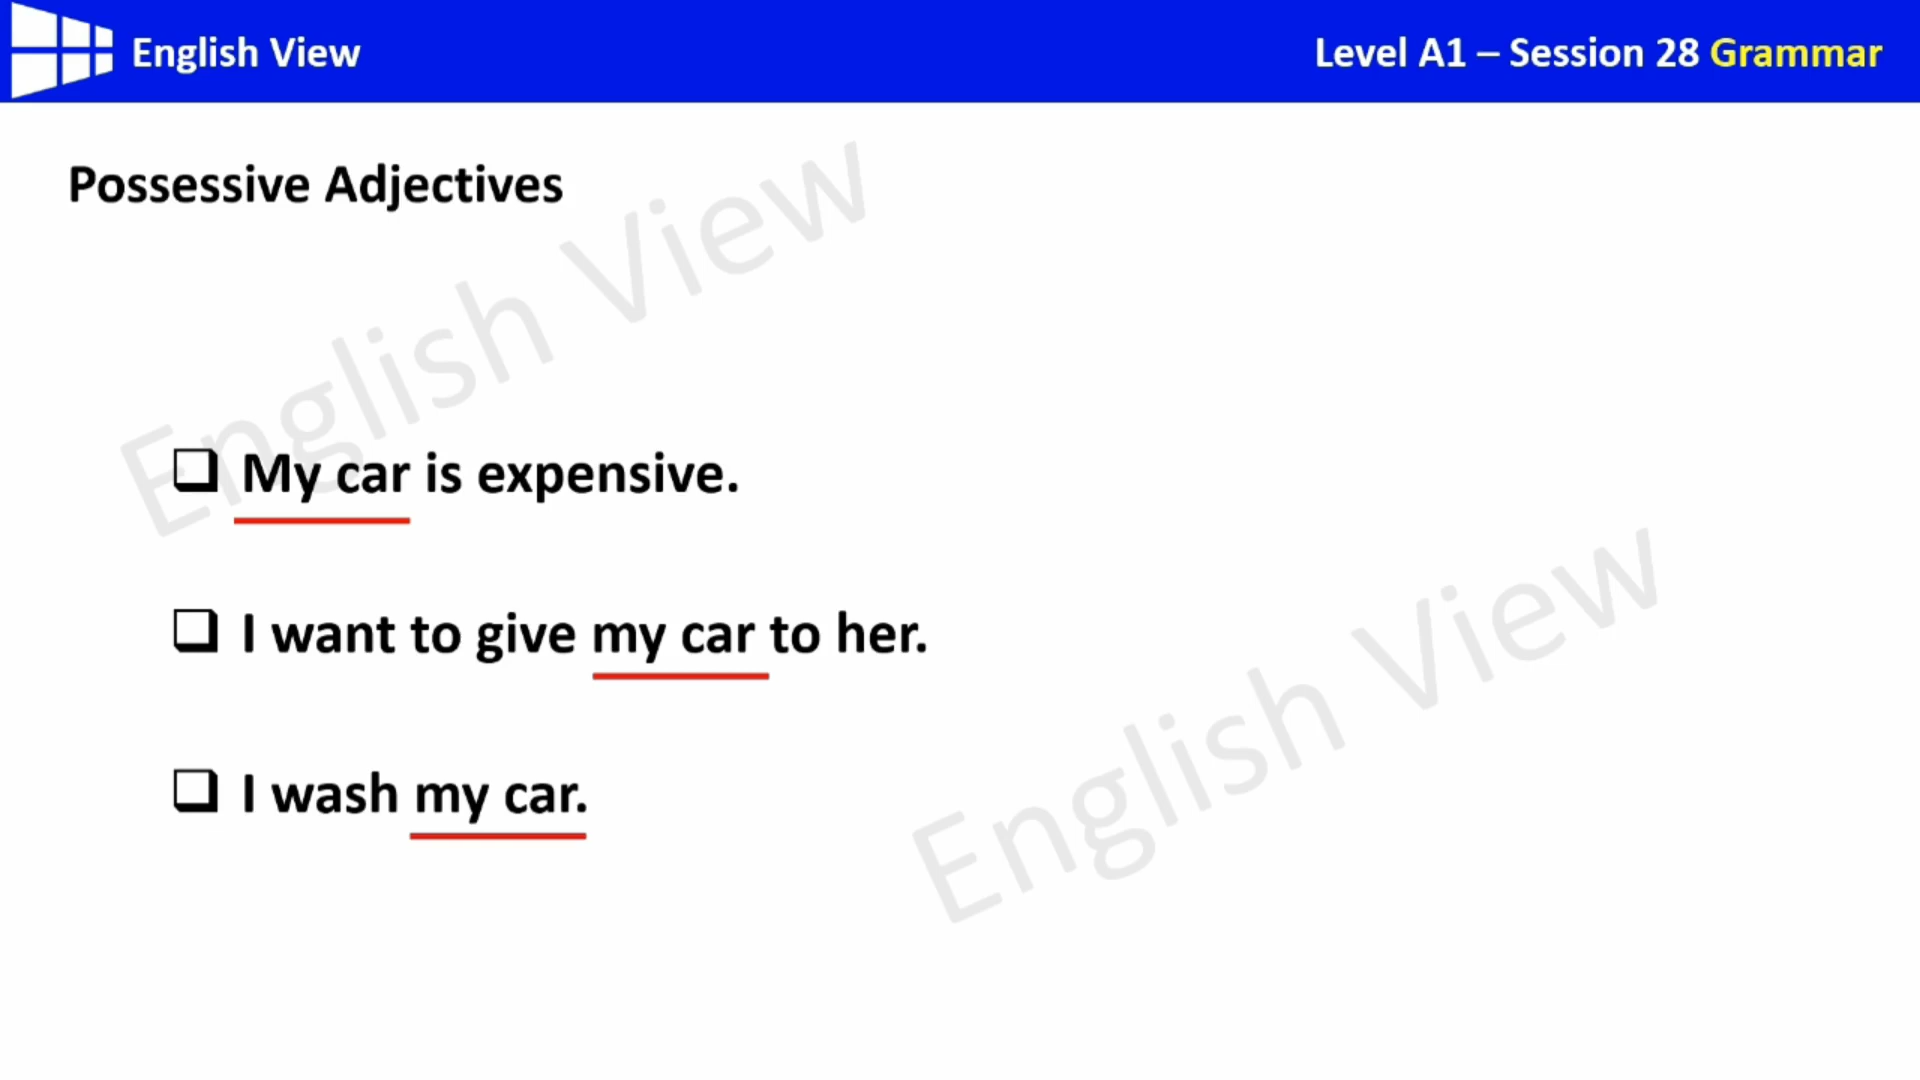 English View
Level A1 – Session 28 Grammar
Possessive Adjectives
My car is expensive.
I want to give my car to her.
I wash my car.
English View
English View